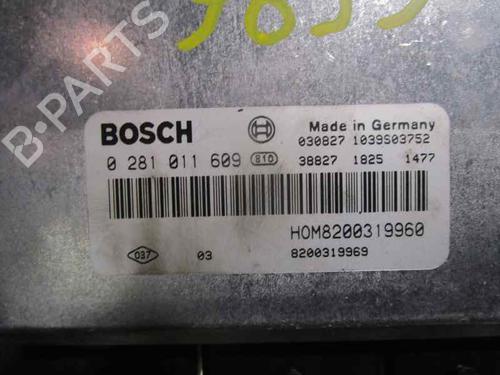 B-PARTS
BOSCH
Made in Germany
030827 1039S03752
0 281 011 609 810 38827 1825 1477
HOM8200319960
037 03 8200319969